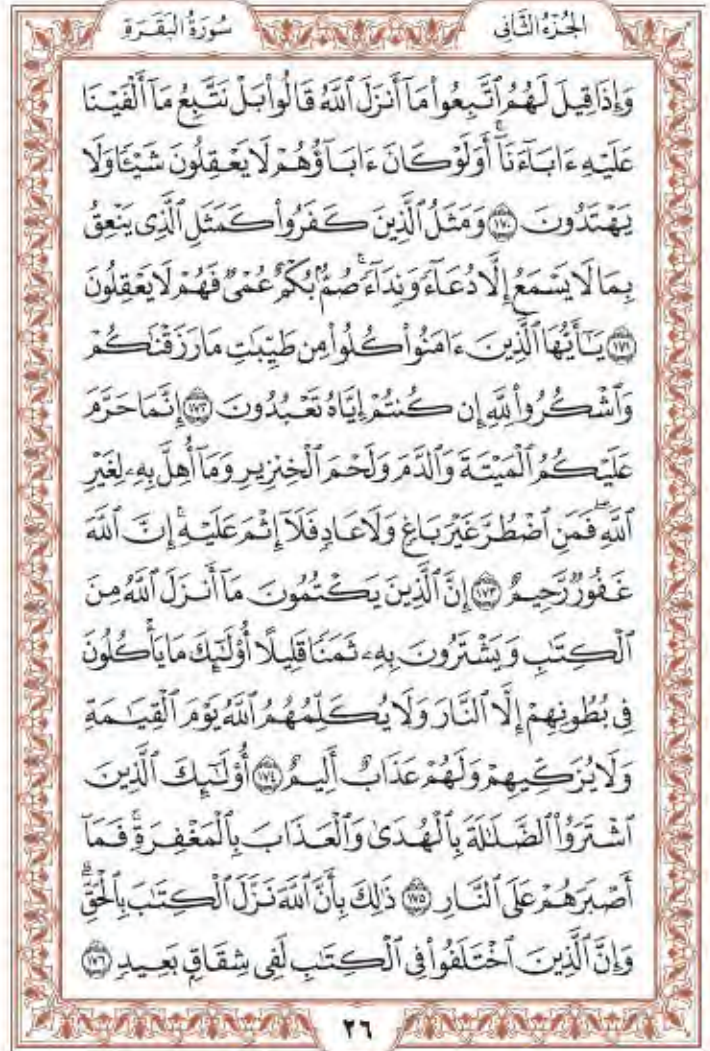 الجُزْءُ الثَّانِى
سُورَةُ البَقَـرَةِ
وَإِذَا قِيلَ لَهُمُ ٱتَّبِعُوا۟ مَآ أَنزَلَ ٱللَّهُ قَالُوا۟ بَلْ نَتَّبِعُ مَآ أَلْفَيْنَا
عَلَيْهِ ءَابَآءَنَآ ۗ أَوَلَوْ كَانَ ءَابَآؤُهُمْ لَا يَعْقِلُونَ شَيْـًٔا وَلَا
يَهْتَدُونَ ١٧٠ وَمَثَلُ ٱلَّذِينَ كَفَرُوا۟ كَمَثَلِ ٱلَّذِى يَنْعِقُ
بِمَا لَا يَسْمَعُ إِلَّا دُعَآءً وَنِدَآءً ۚ صُمٌّۢ بُكْمٌ عُمْىٌ فَهُمْ لَا يَعْقِلُونَ
١٧١ يَـٰٓأَيُّهَا ٱلَّذِينَ ءَامَنُوا۟ كُلُوا۟ مِن طَيِّبَـٰتِ مَا رَزَقْنَـٰكُمْ
وَٱشْكُرُوا۟ لِلَّهِ إِن كُنتُمْ إِيَّاهُ تَعْبُدُونَ ١٧٢ إِنَّمَا حَرَّمَ
عَلَيْكُمُ ٱلْمَيْتَةَ وَٱلدَّمَ وَلَحْمَ ٱلْخِنزِيرِ وَمَآ أُهِلَّ بِهِۦ لِغَيْرِ
ٱللَّهِ ۖ فَمَنِ ٱضْطُرَّ غَيْرَ بَاغٍ وَلَا عَادٍ فَلَآ إِثْمَ عَلَيْهِ ۚ إِنَّ ٱللَّهَ
غَفُورٌ رَّحِيمٌ ١٧٣ إِنَّ ٱلَّذِينَ يَكْتُمُونَ مَآ أَنزَلَ ٱللَّهُ مِنَ
ٱلْكِتَـٰبِ وَيَشْتَرُونَ بِهِۦ ثَمَنًا قَلِيلًا أُو۟لَـٰٓئِكَ مَا يَأْكُلُونَ
فِى بُطُونِهِمْ إِلَّا ٱلنَّارَ وَلَا يُكَلِّمُهُمُ ٱللَّهُ يَوْمَ ٱلْقِيَـٰمَةِ
وَلَا يُزَكِّيهِمْ وَلَهُمْ عَذَابٌ أَلِيمٌ ١٧٤ أُو۟لَـٰٓئِكَ ٱلَّذِينَ
ٱشْتَرَوُا۟ ٱلضَّلَـٰلَةَ بِٱلْهُدَىٰ وَٱلْعَذَابَ بِٱلْمَغْفِرَةِ ۚ فَمَآ
أَصْبَرَهُمْ عَلَى ٱلنَّارِ ١٧٥ ذَٰلِكَ بِأَنَّ ٱللَّهَ نَزَّلَ ٱلْكِتَـٰبَ بِٱلْحَقِّ ۗ
وَإِنَّ ٱلَّذِينَ ٱخْتَلَفُوا۟ فِى ٱلْكِتَـٰبِ لَفِى شِقَاقٍۭ بَعِيدٍ ١٧٦
٢٦